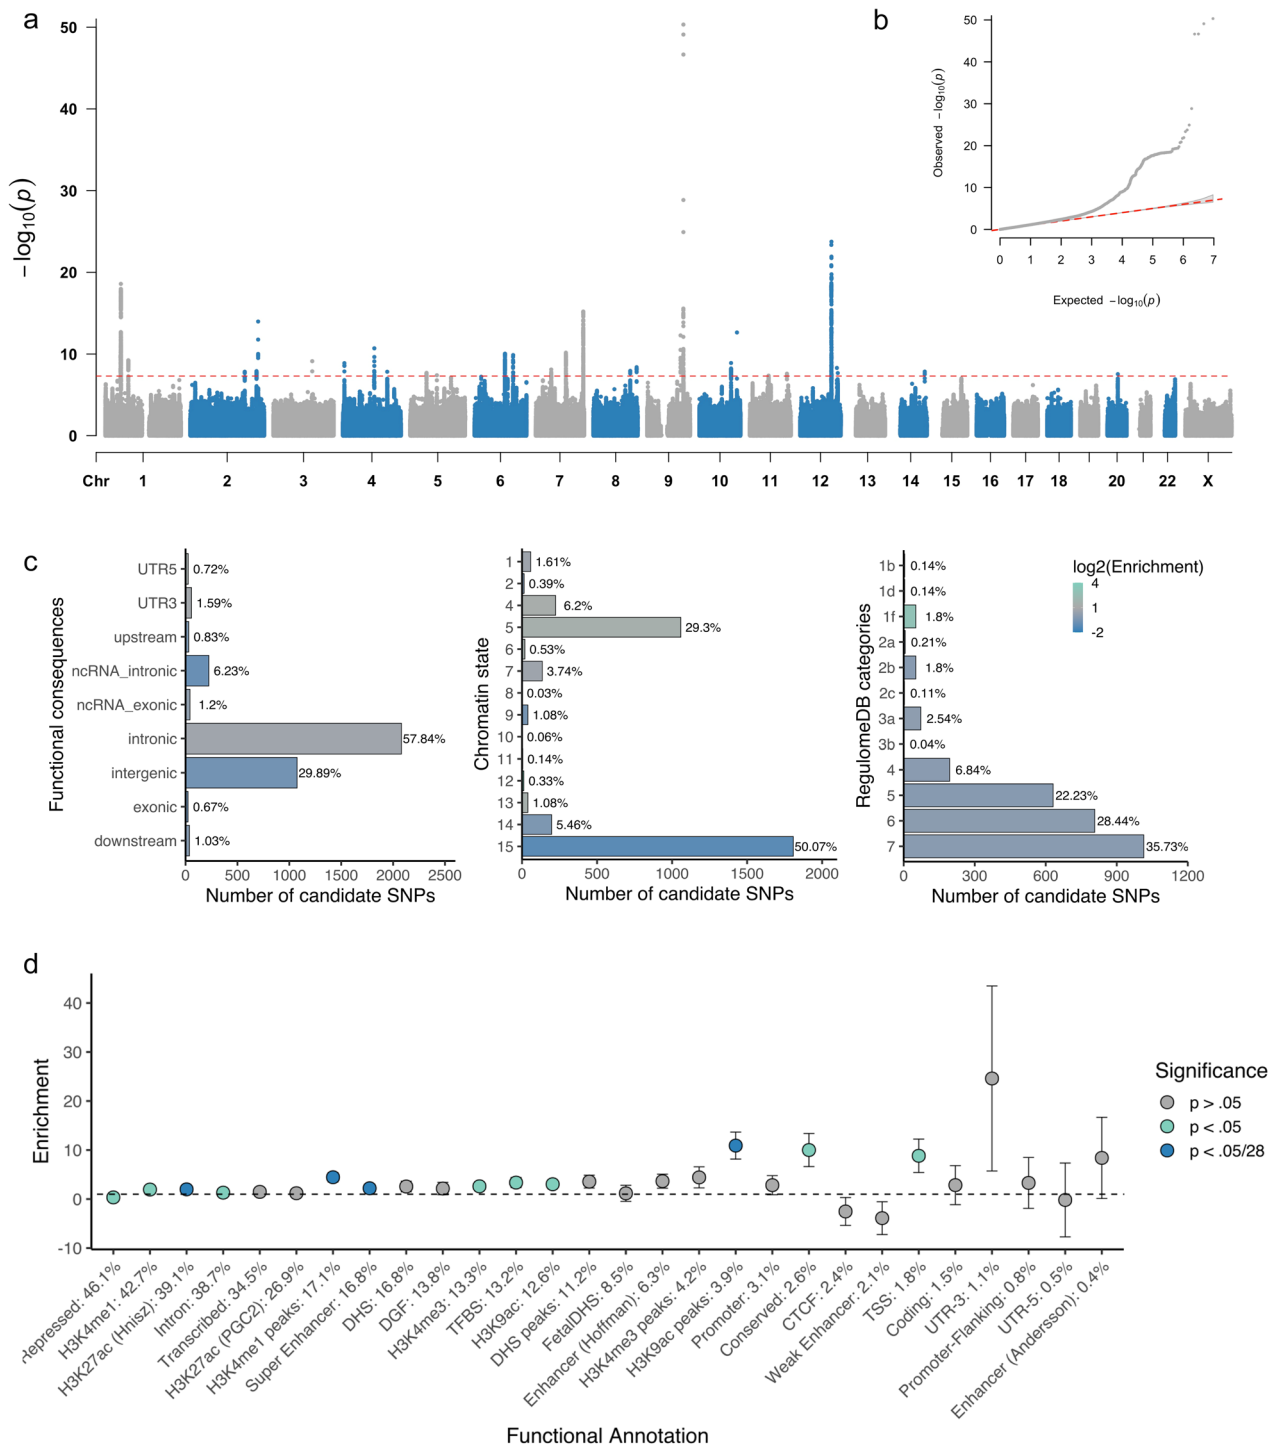 a
50
40
30
20
10
0
−log10(p)
Chr 1 2 3 4 5 6 7 8 9 10 11 12 13 14 15 16 17 18 20 22 X
b
50
40
30
20
10
0
Observed −log10(p)
0 1 2 3 4 5 6 7
Expected −log10(p)
c
Functional consequences
UTR5 0.72%
UTR3 1.59%
upstream 0.83%
ncRNA_intronic 6.23%
ncRNA_exonic 1.2%
intronic 57.84%
intergenic 29.89%
exonic 0.67%
downstream 1.03%
0 500 1000 1500 2000 2500
Number of candidate SNPs
Chromatin state
1 1.61%
2 0.39%
4 6.2%
5 29.3%
6 0.53%
7 3.74%
8 0.03%
9 1.08%
10 0.06%
11 0.14%
12 0.33%
13 1.08%
14 5.46%
15 50.07%
0 500 1000 1500 2000
Number of candidate SNPs
RegulomeDB categories
1b 0.14%
1d 0.14%
1f 1.8%
2a 0.21%
2b 1.8%
2c 0.11%
3a 2.54%
3b 0.04%
4 6.84%
5 22.23%
6 28.44%
7 35.73%
0 300 600 900 1200
Number of candidate SNPs
log2(Enrichment)
4
1
-2
d
Enrichment
40
30
20
10
0
-10
Repressed: 46.1%
H3K4me1: 42.7%
H3K27ac (Hnisz): 39.1%
Intron: 38.7%
Transcribed: 34.5%
H3K27ac (PGC2): 26.9%
H3K4me1 peaks: 17.1%
Super Enhancer: 16.8%
DHS: 16.8%
DGF: 13.8%
H3K4me3: 13.3%
TFBS: 13.2%
H3K9ac: 12.6%
DHS peaks: 11.2%
FetalDHS: 8.5%
Enhancer (Hoffman): 6.3%
H3K4me3 peaks: 4.2%
H3K9ac peaks: 3.9%
Promoter: 3.1%
Conserved: 2.6%
CTCF: 2.4%
Weak Enhancer: 2.1%
TSS: 1.8%
Coding: 1.5%
UTR-3: 1.1%
Promoter-Flanking: 0.8%
UTR-5: 0.5%
Enhancer (Andersson): 0.4%
Functional Annotation
Significance
p > .05
p < .05
p < .05/28